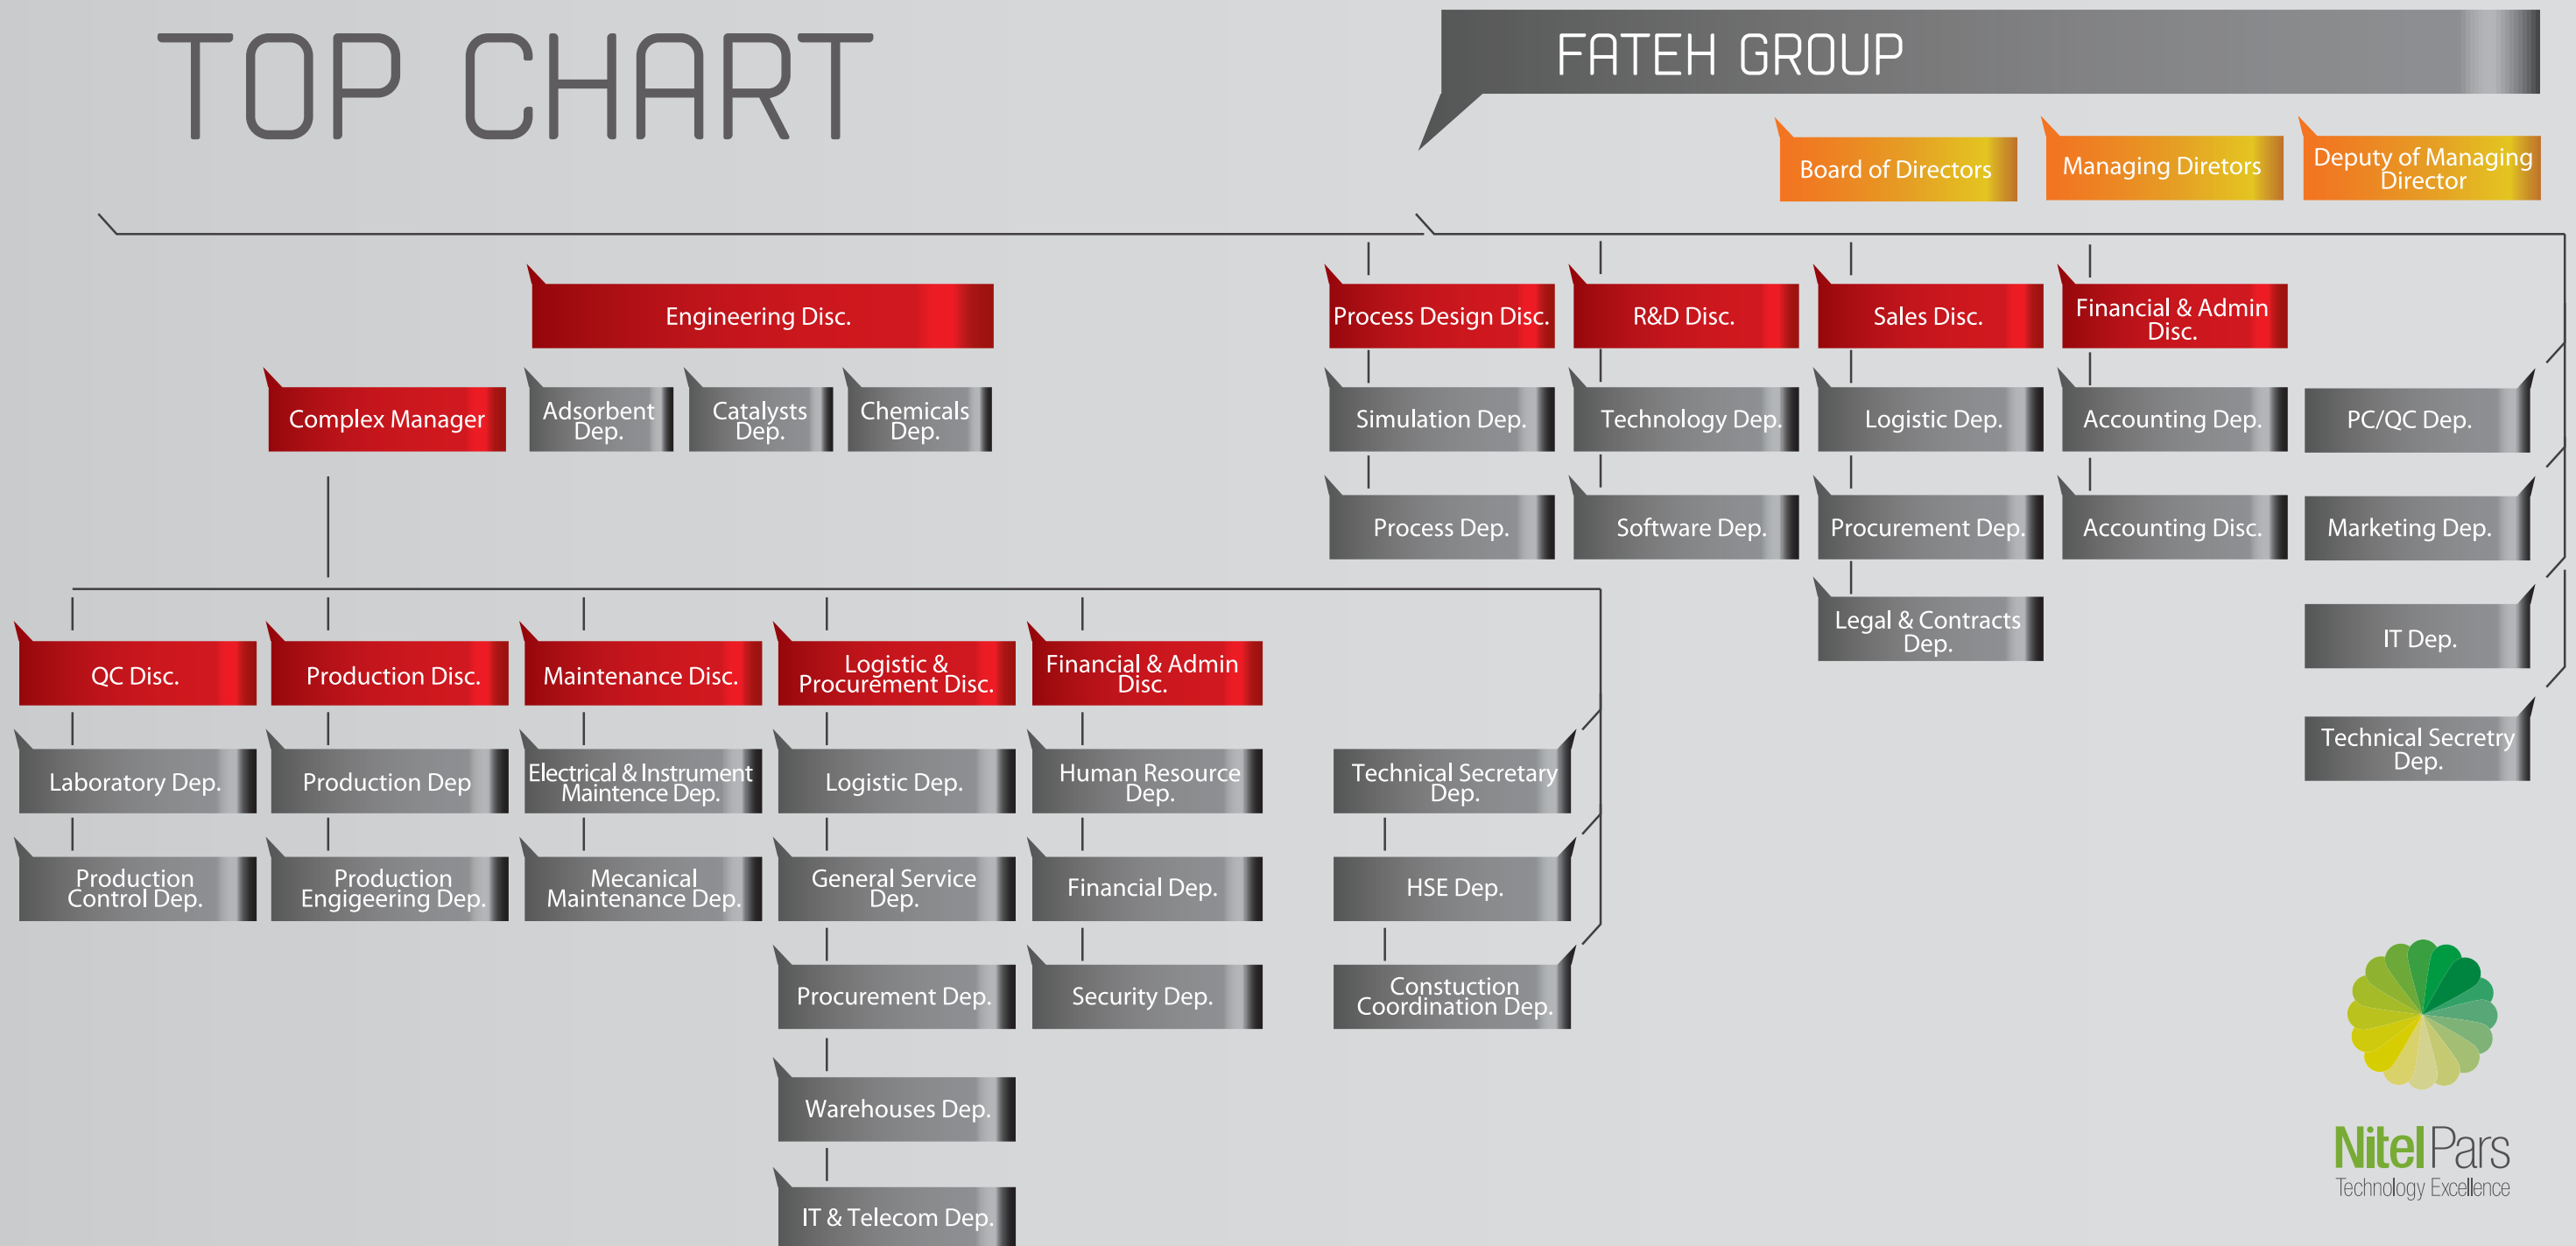 TOP CHART
FATEH GROUP
Board of Directors
Managing Diretors
Deputy of Managing
Director
Engineering Disc.
Process Design Disc.
R&D Disc.
Sales Disc.
Financial & Admin
Disc.
Complex Manager
Adsorbent
Dep.
Catalysts
Dep.
Chemicals
Dep.
Simulation Dep.
Technology Dep.
Logistic Dep.
Accounting Dep.
PC/QC Dep.
Process Dep.
Software Dep.
Procurement Dep.
Accounting Disc.
Marketing Dep.
Legal & Contracts
Dep.
IT Dep.
Technical Secretry
Dep.
QC Disc.
Production Disc.
Maintenance Disc.
Logistic &
Procurement Disc.
Financial & Admin
Disc.
Laboratory Dep.
Production Dep
Electrical & Instrument
Maintence Dep.
Logistic Dep.
Human Resource
Dep.
Technical Secretary
Dep.
Production
Control Dep.
Production
Engigeering Dep.
Mecanical
Maintenance Dep.
General Service
Dep.
Financial Dep.
HSE Dep.
Procurement Dep.
Security Dep.
Constuction
Coordination Dep.
Warehouses Dep.
IT & Telecom Dep.
NitelPars
Technology Excellence